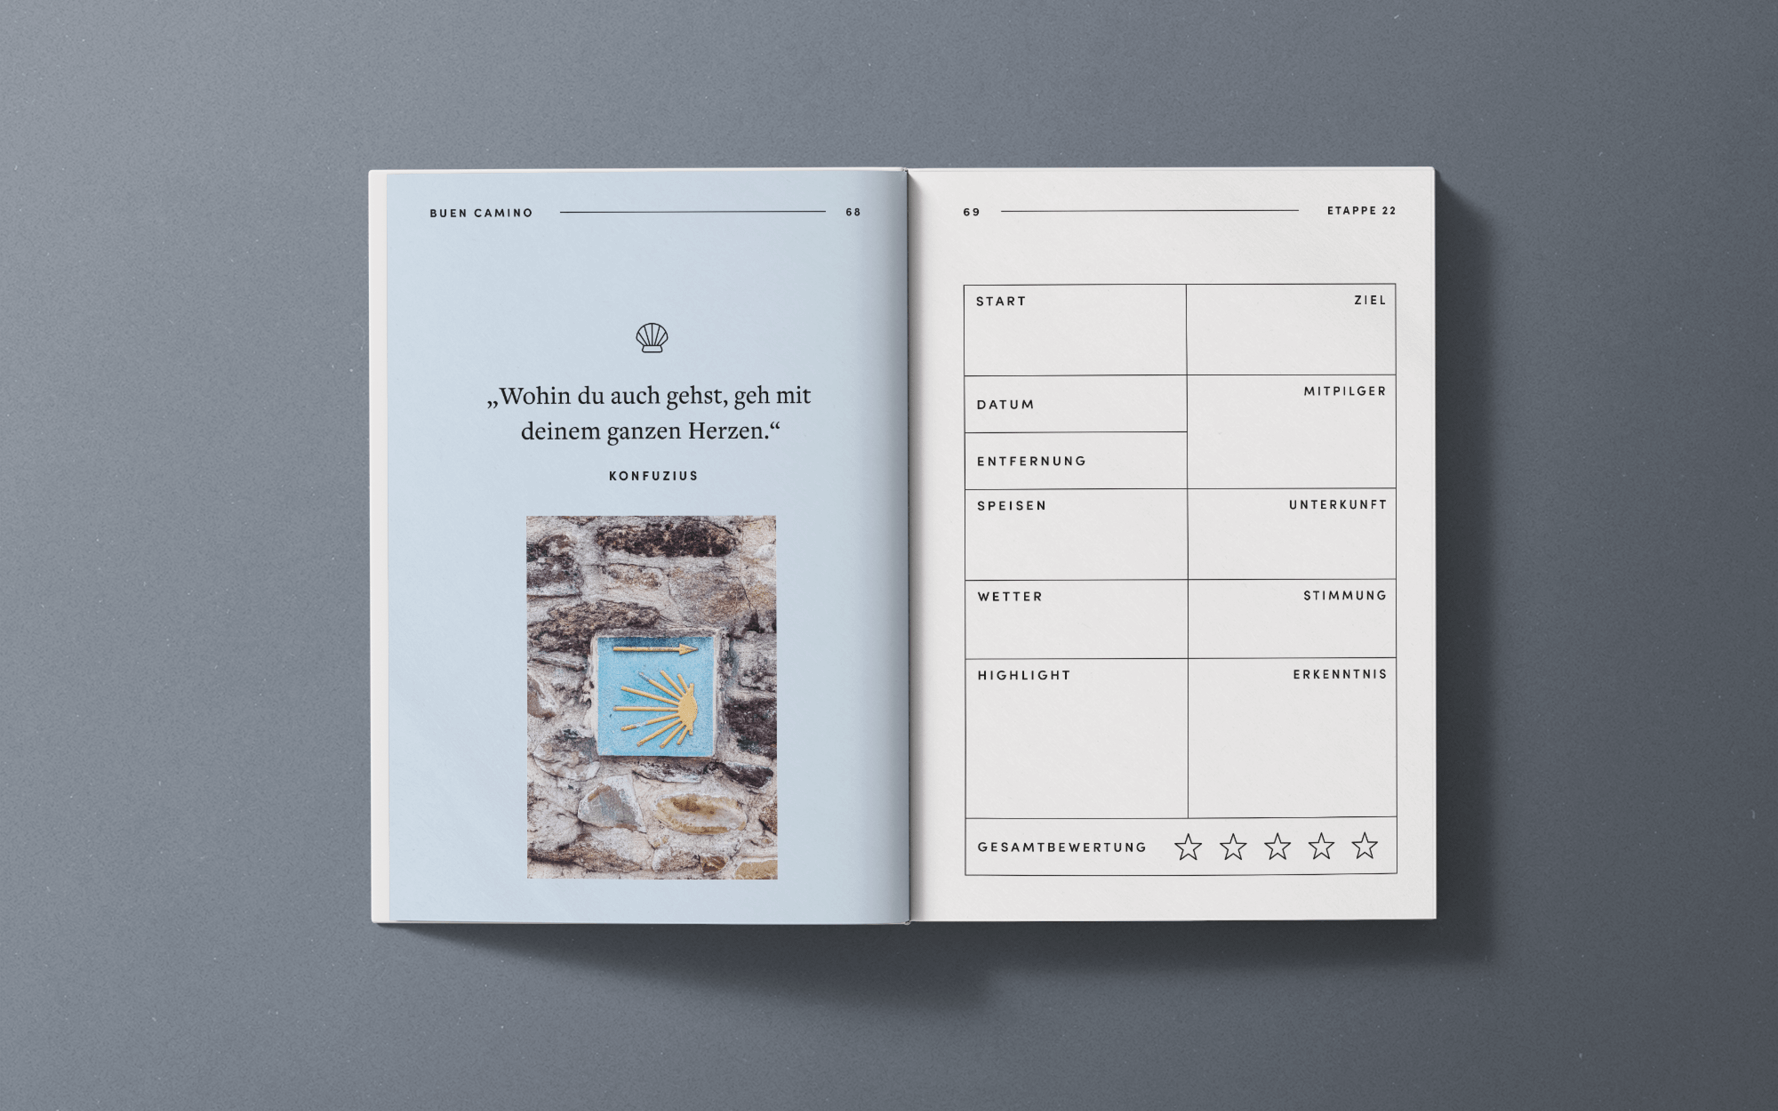 BUEN CAMINO 68
„Wohin du auch gehst, geh mit
deinem ganzen Herzen.“
KONFUZIUS
69 ETAPPE 22
START ZIEL
DATUM MITPILGER
ENTFERNUNG
SPEISEN UNTERKUNFT
WETTER STIMMUNG
HIGHLIGHT ERKENNTNIS
GESAMTBEWERTUNG